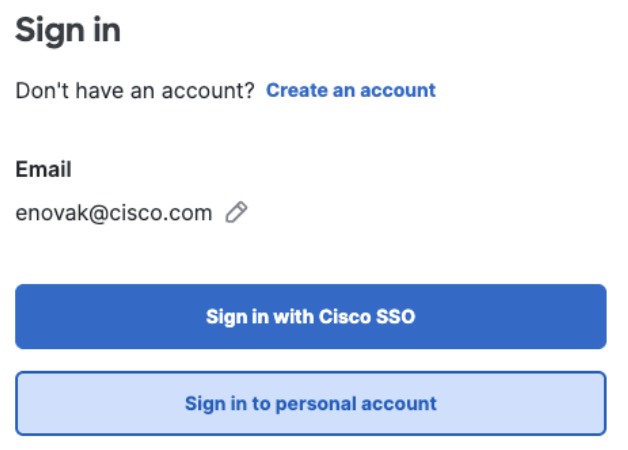 Sign in
Don't have an account? Create an account
Email
enovak@cisco.com
Sign in with Cisco SSO
Sign in to personal account